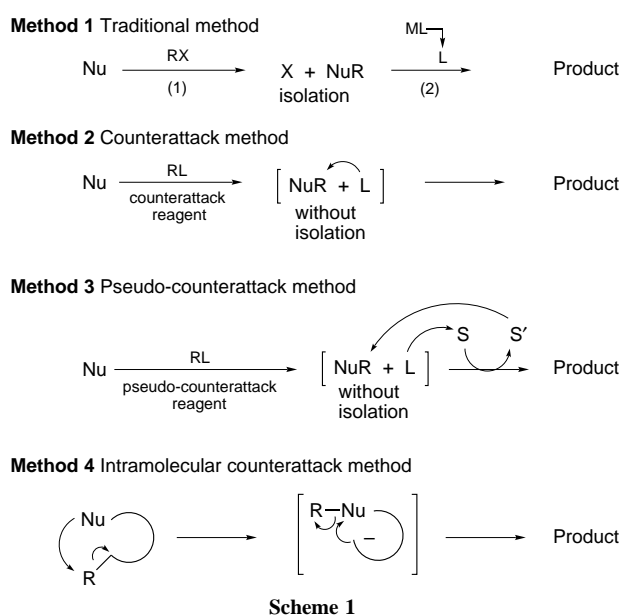 Method 1 Traditional method
ML
L
Nu RX X + NuR Product
(1) isolation (2)
Method 2 Counterattack method
Nu RL [ NuR + L ] Product
counterattack
reagent
without
isolation
Method 3 Pseudo-counterattack method
S S′
Nu RL [ NuR + L ] Product
pseudo-counterattack
reagent
without
isolation
Method 4 Intramolecular counterattack method
Nu R–Nu
– Product
R
Scheme 1